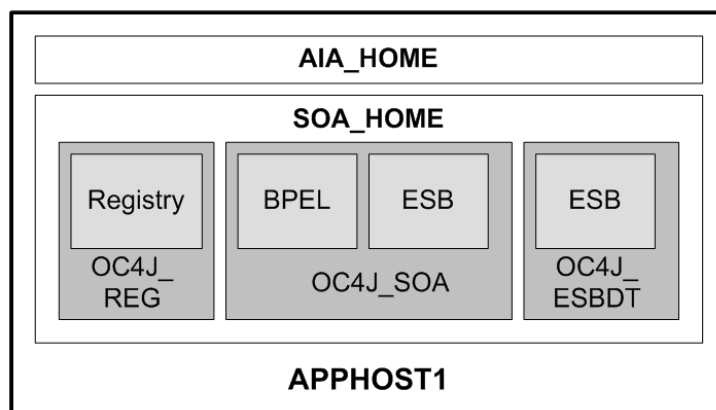 AIA_HOME
SOA_HOME
Registry
OC4J_
REG
BPEL
ESB
OC4J_SOA
ESB
OC4J_
ESBDT
APPHOST1